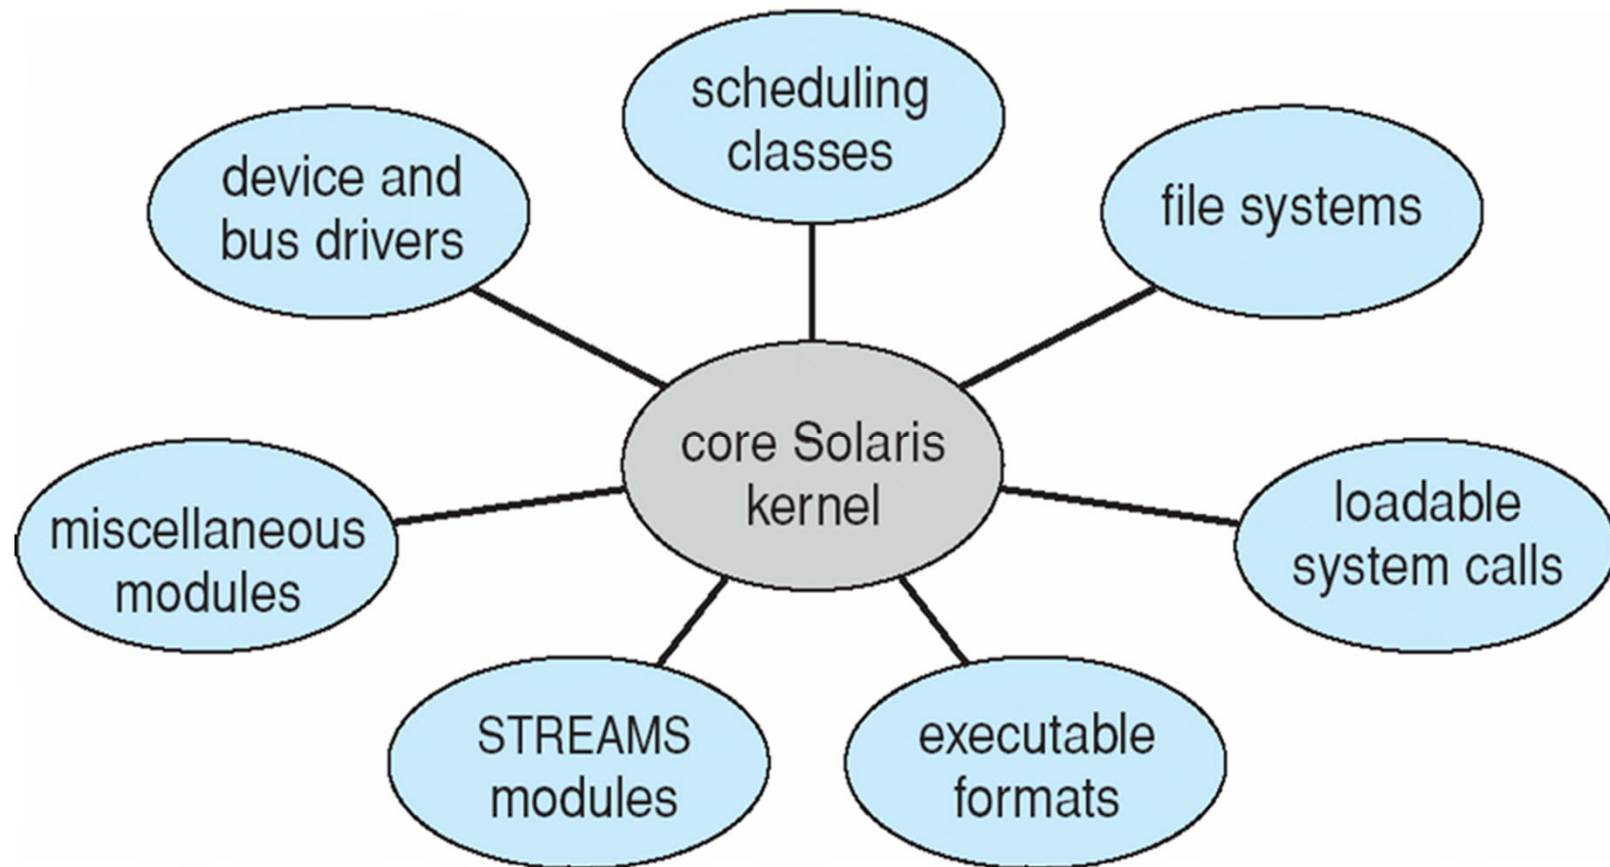 scheduling
classes
device and
bus drivers
file systems
core Solaris
kernel
miscellaneous
modules
loadable
system calls
STREAMS
modules
executable
formats